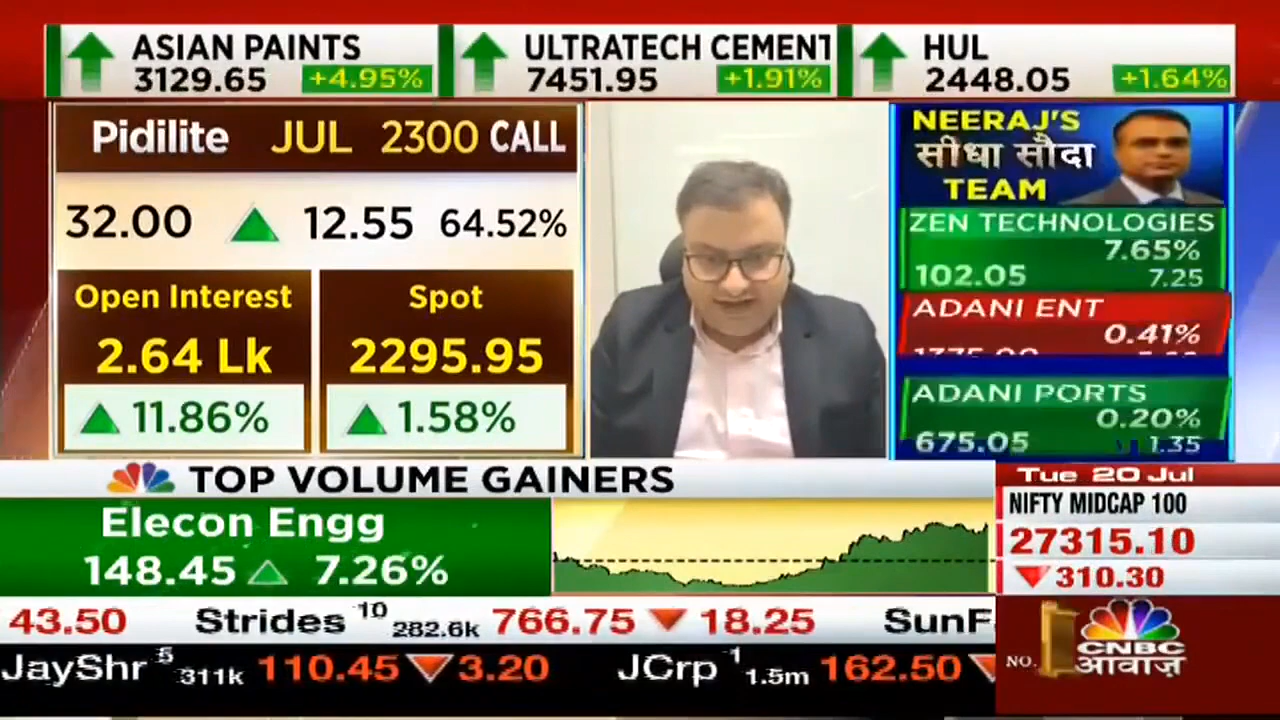 ASIAN PAINTS
3129.65 +4.95%
ULTRATECH CEMENT
7451.95 +1.91%
HUL
2448.05 +1.64%
Pidilite JUL 2300 CALL
32.00 12.55 64.52%
Open Interest
2.64 Lk
11.86%
Spot
2295.95
1.58%
NEERAJ'S
सीधा सौदा
TEAM
ZEN TECHNOLOGIES
7.65%
102.05 7.25
ADANI ENT
0.41%
ADANI PORTS
0.20%
675.05 1.35
TOP VOLUME GAINERS
Elecon Engg
148.45 7.26%
Tue 20 Jul
NIFTY MIDCAP 100
27315.10
310.30
43.50 Strides 10 282.6k 766.75 18.25 SunF
JayShr 5 311k 110.45 3.20 JCrp 1 1.5m 162.50
NO. 1
CNBC
आवाज़